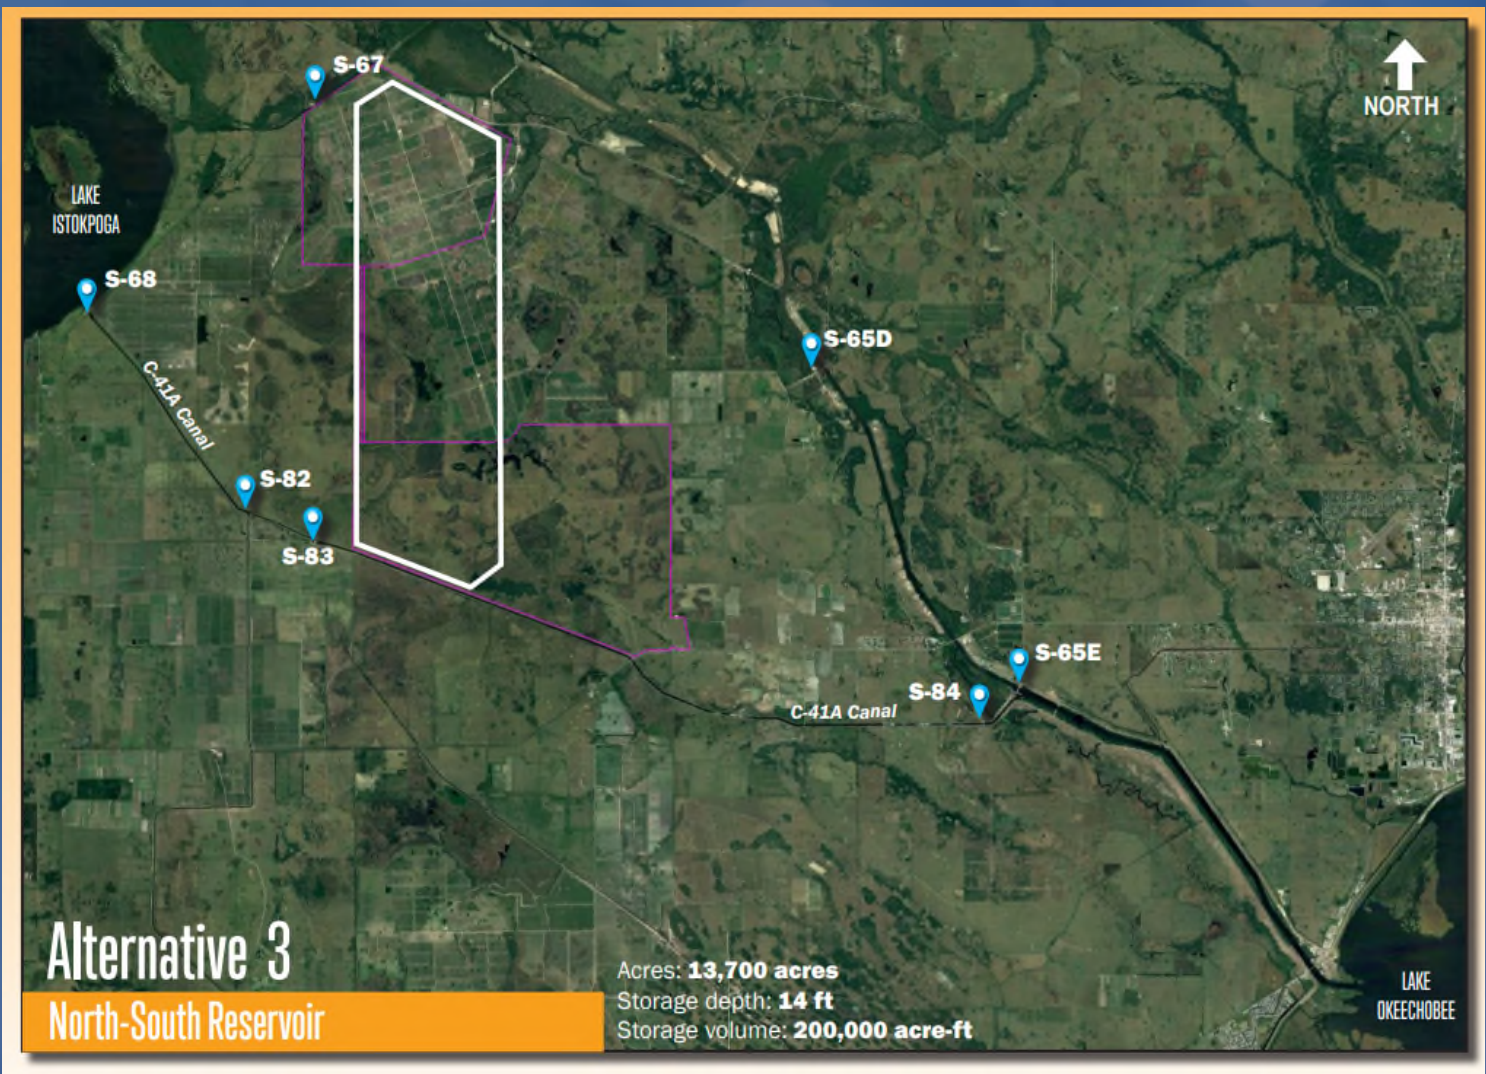 S-67
NORTH
LAKE
ISTOKPOGA
S-68
S-65D
C-41A Canal
S-82
S-83
S-65E
S-84
C-41A Canal
Alternative 3
North-South Reservoir
Acres: 13,700 acres
Storage depth: 14 ft
Storage volume: 200,000 acre-ft
LAKE
OKEECHOBEE